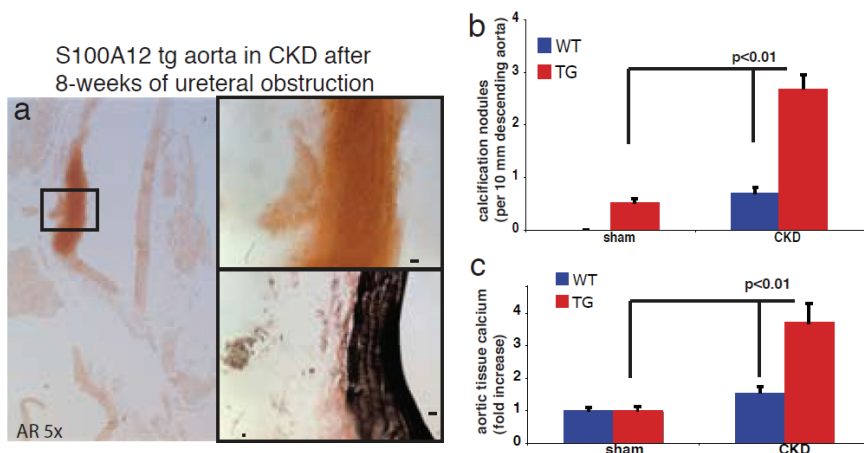 S100A12 tg aorta in CKD after
8-weeks of ureteral obstruction
a
AR 5x
b
WT
TG
p<0.01
calcification nodules
(per 10 mm descending aorta)
4
3
2
1
0
sham
CKD
c
WT
TG
p<0.01
aortic tissue calcium
(fold increase)
4
3
2
1
0
sham
CKD